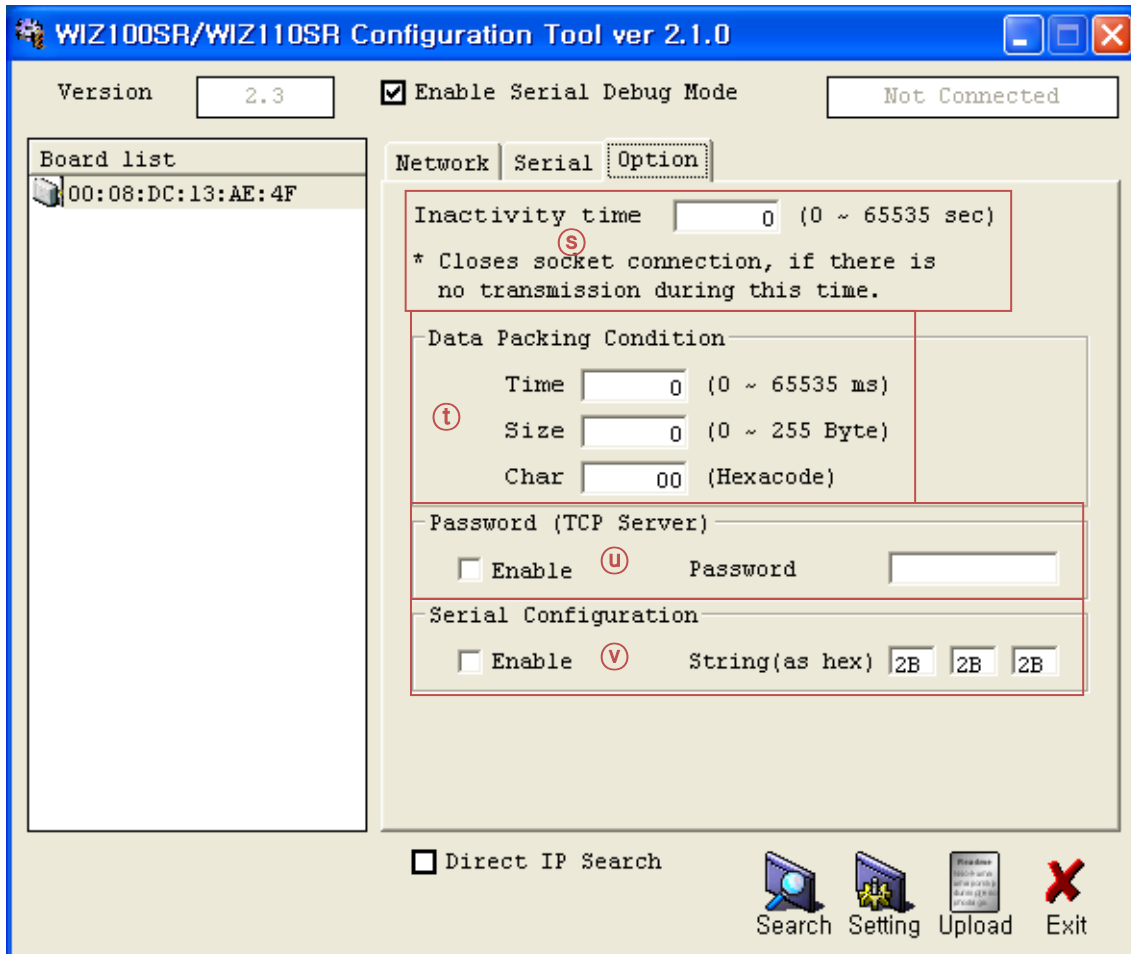 WIZ100SR/WIZ110SR Configuration Tool ver 2.1.0
Version 2.3 Enable Serial Debug Mode Not Connected
Board list
00:08:DC:13:AE:4F
Network Serial Option
Inactivity time 0 (0 ~ 65535 sec)
ⓢ
* Closes socket connection, if there is
no transmission during this time.
Data Packing Condition
Time 0 (0 ~ 65535 ms)
ⓣ
Size 0 (0 ~ 255 Byte)
Char 00 (Hexacode)
Password (TCP Server)
Enable ⓤ Password
Serial Configuration
Enable ⓥ String(as hex) 2B 2B 2B
Direct IP Search
Readme
Search Setting Upload Exit